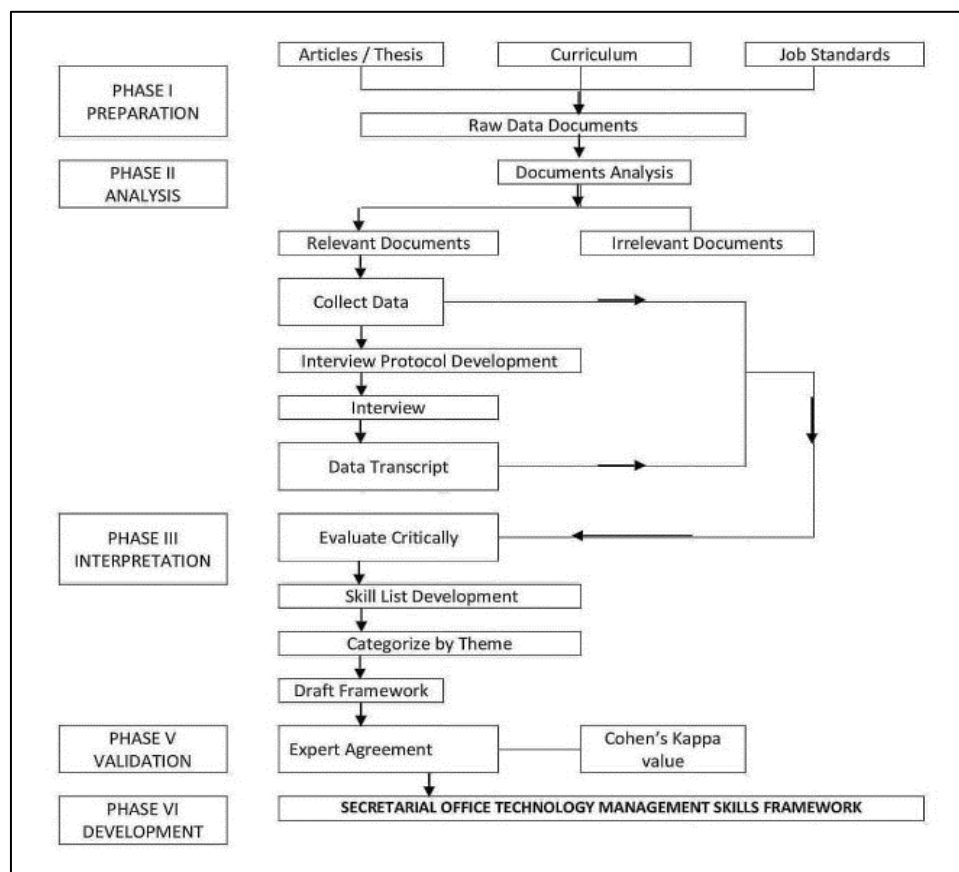 Articles / Thesis
Curriculum
Job Standards
PHASE I
PREPARATION
Raw Data Documents
PHASE II
ANALYSIS
Documents Analysis
Relevant Documents
Irrelevant Documents
Collect Data
Interview Protocol Development
Interview
Data Transcript
PHASE III
INTERPRETATION
Evaluate Critically
Skill List Development
Categorize by Theme
Draft Framework
PHASE V
VALIDATION
Expert Agreement
Cohen's Kappa
value
PHASE VI
DEVELOPMENT
SECRETARIAL OFFICE TECHNOLOGY MANAGEMENT SKILLS FRAMEWORK